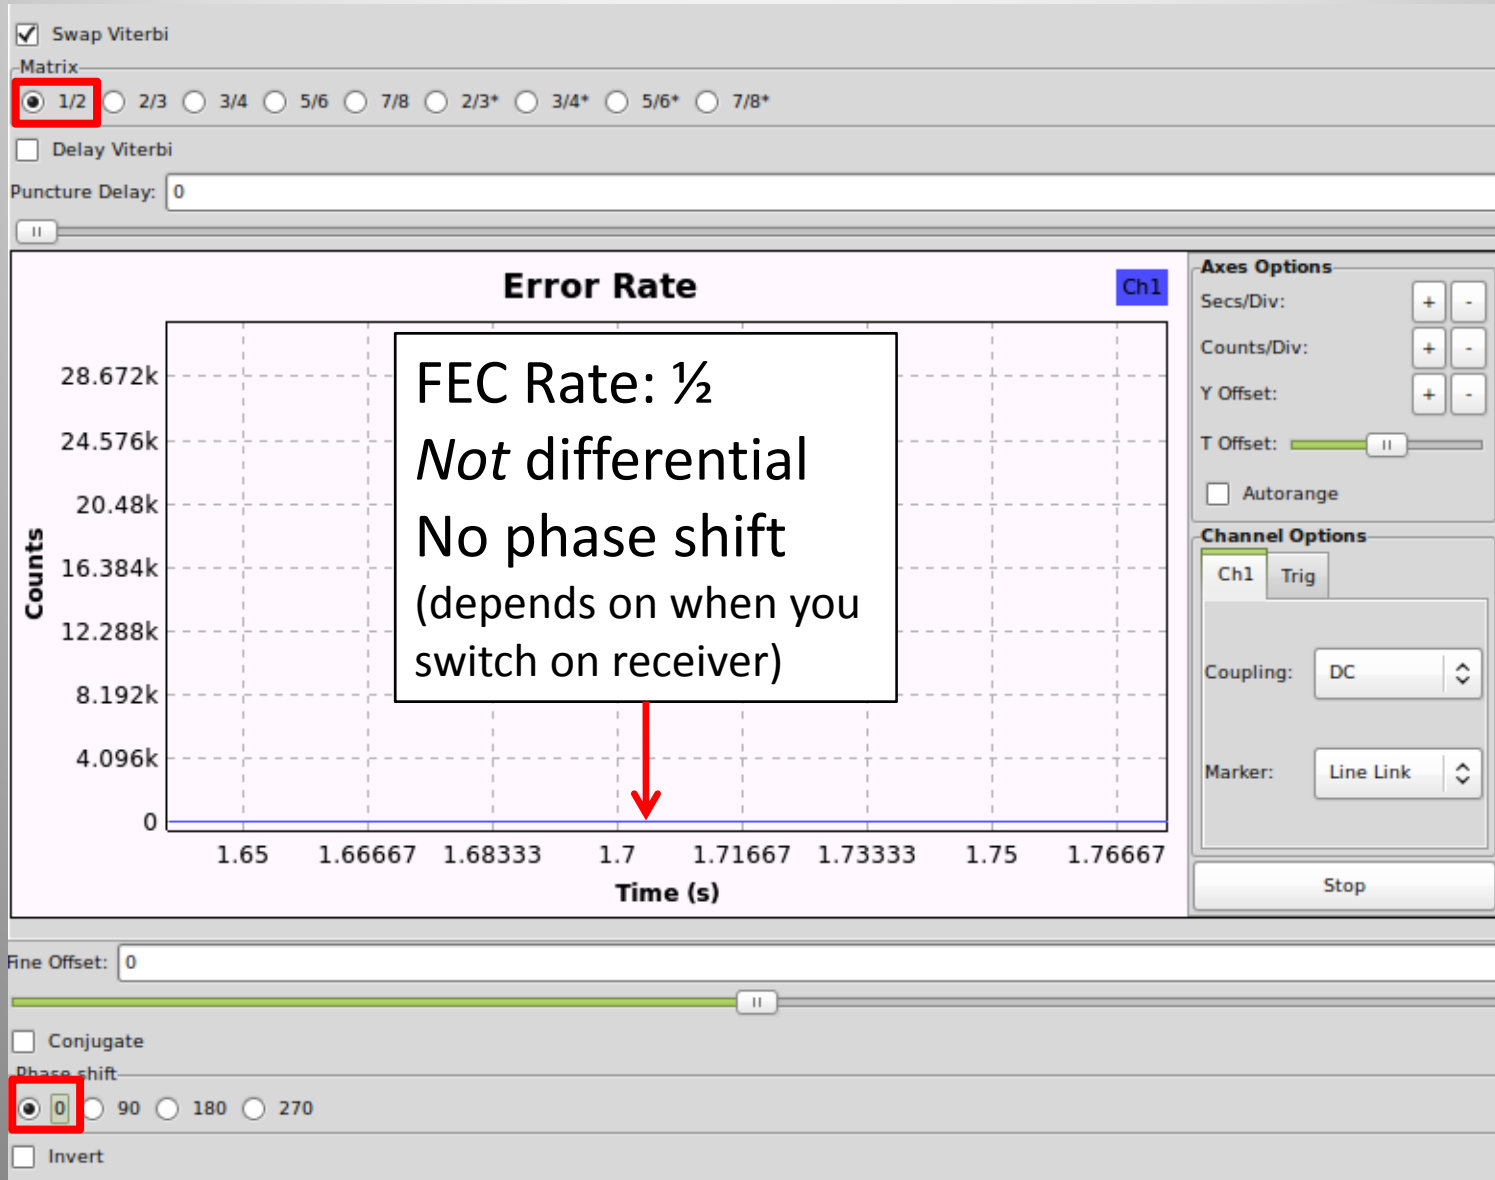 Swap Viterbi
Matrix
1/2 2/3 3/4 5/6 7/8 2/3* 3/4* 5/6* 7/8*
Delay Viterbi
Puncture Delay: 0
Error Rate
Ch1
28.672k
24.576k
20.48k
16.384k
12.288k
8.192k
4.096k
0
Counts
FEC Rate: ½
Not differential
No phase shift
(depends on when you
switch on receiver)
1.65 1.66667 1.68333 1.7 1.71667 1.73333 1.75 1.76667
Time (s)
Axes Options
Secs/Div: + -
Counts/Div: + -
Y Offset: + -
T Offset:
Autorange
Channel Options
Ch1 Trig
Coupling: DC
Marker: Line Link
Stop
Fine Offset: 0
Conjugate
Phase shift
0 90 180 270
Invert